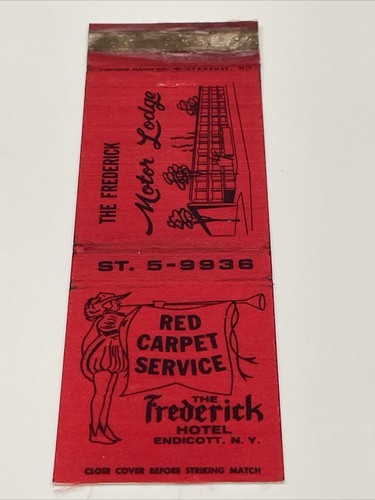 THE FREDERICK
Motor Lodge
ST. 5-9936
RED
CARPET
SERVICE
THE
Frederick
HOTEL
ENDICOTT, N. Y.
CLOSE COVER BEFORE STRIKING MATCH